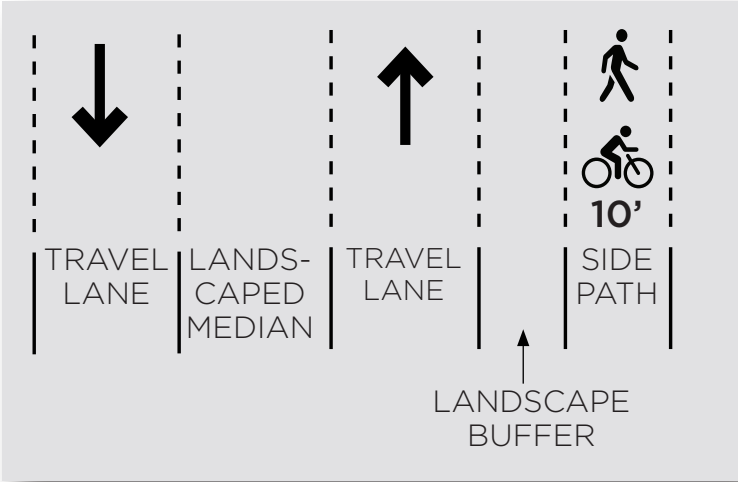 10’
TRAVEL
LANE
LANDS-
CAPED
MEDIAN
TRAVEL
LANE
SIDE
PATH
LANDSCAPE
BUFFER